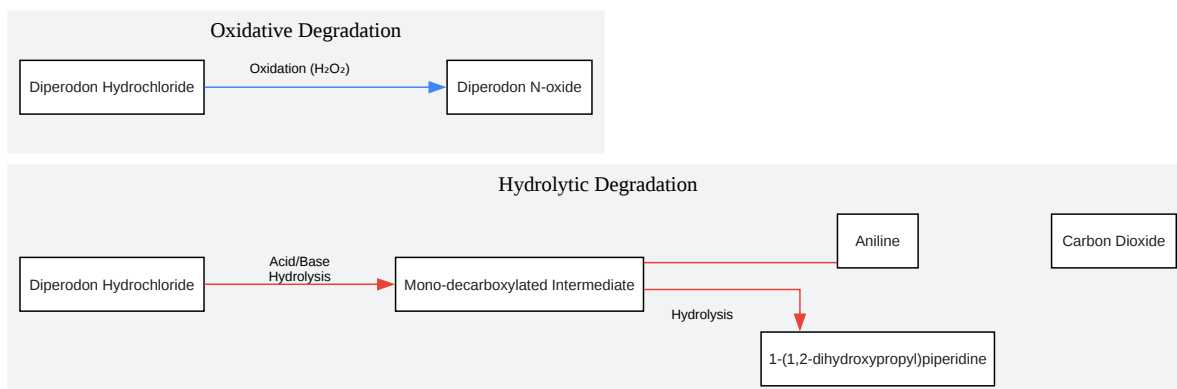 Oxidative Degradation
Diperodon Hydrochloride
Oxidation (H₂O₂)
Diperodon N-oxide
Hydrolytic Degradation
Aniline
Carbon Dioxide
Diperodon Hydrochloride
Acid/Base
Hydrolysis
Mono-decarboxylated Intermediate
Hydrolysis
1-(1,2-dihydroxypropyl)piperidine